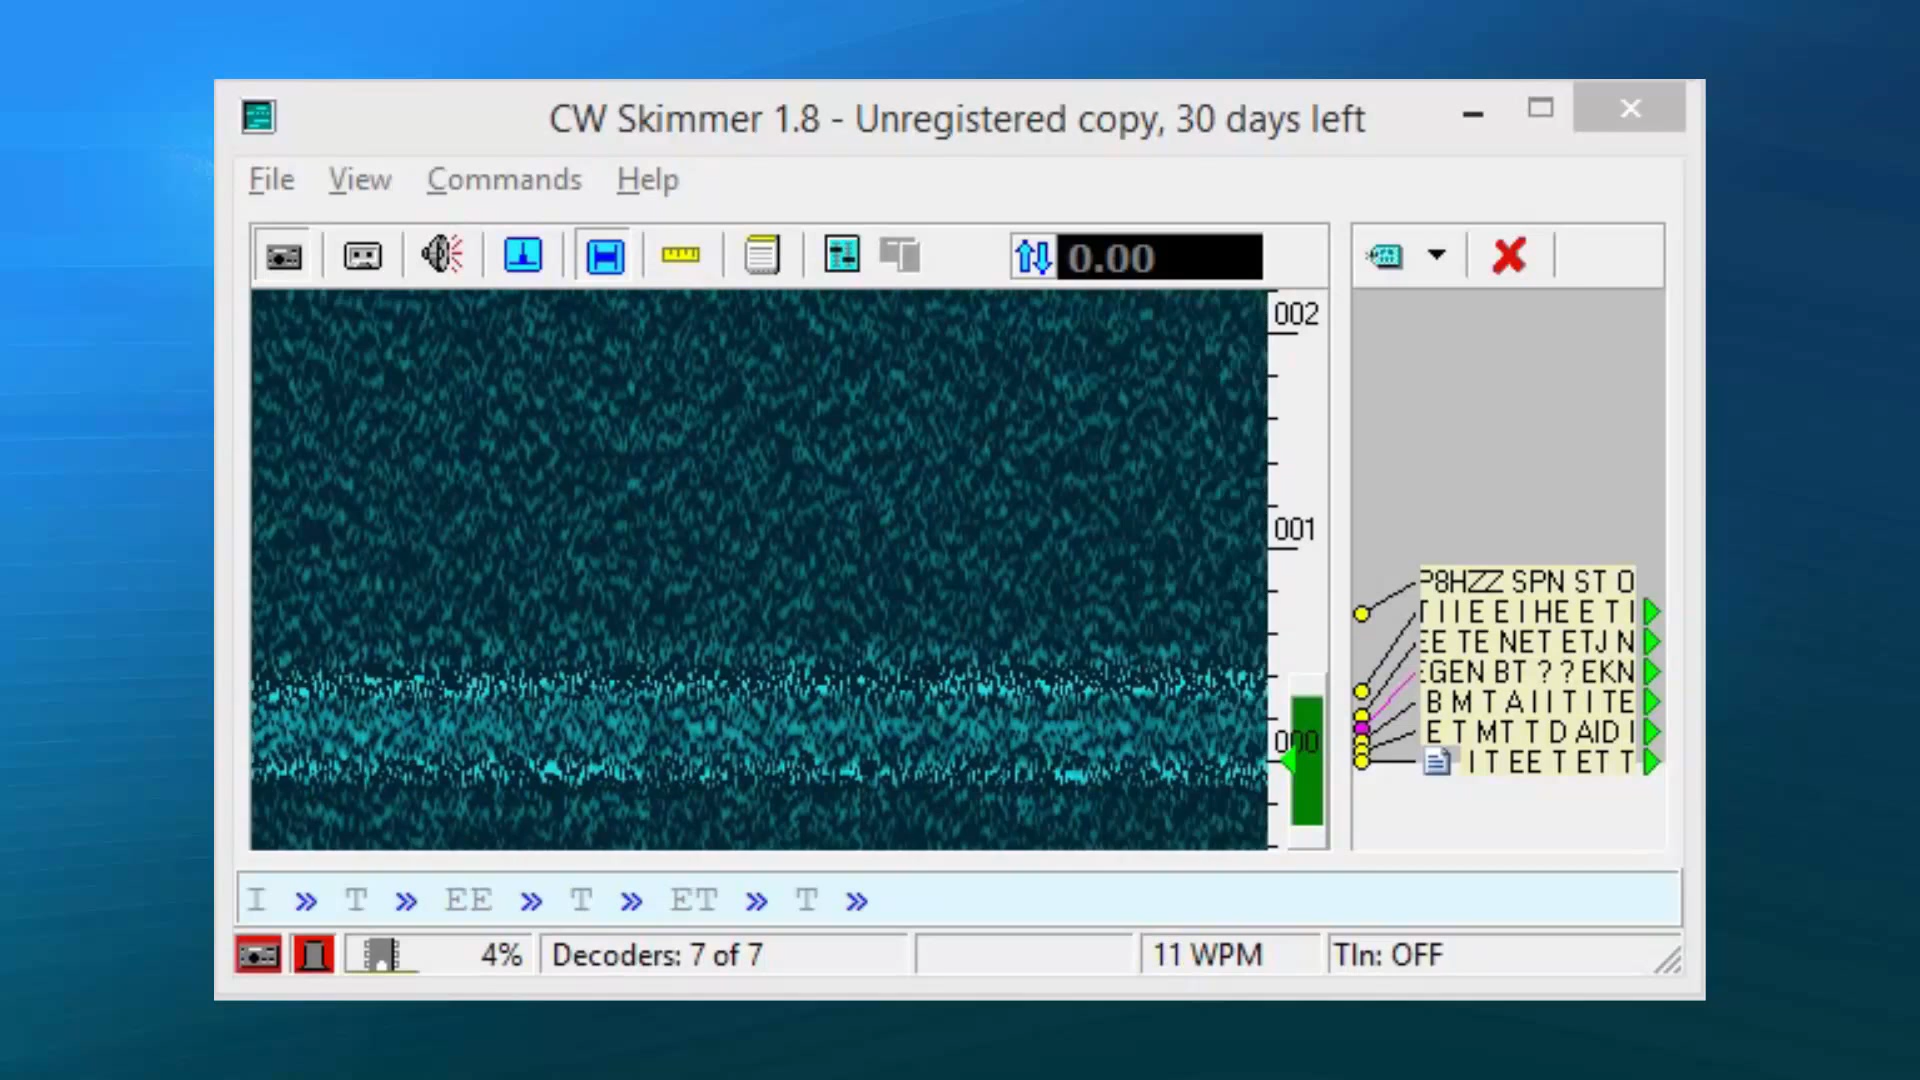 CW Skimmer 1.8 - Unregistered copy, 30 days left
File View Commands Help
0.00
002
001
000
P8HZZ SPN ST O
T I I E E I HE E T I
EE TE NET ETJ N
EGEN BT ? ? EKN
B M T A I I T I TE
E T MT T D AID I
I T EE T ET T
I » T » EE » T » ET » T »
4% Decoders: 7 of 7 11 WPM TIn: OFF